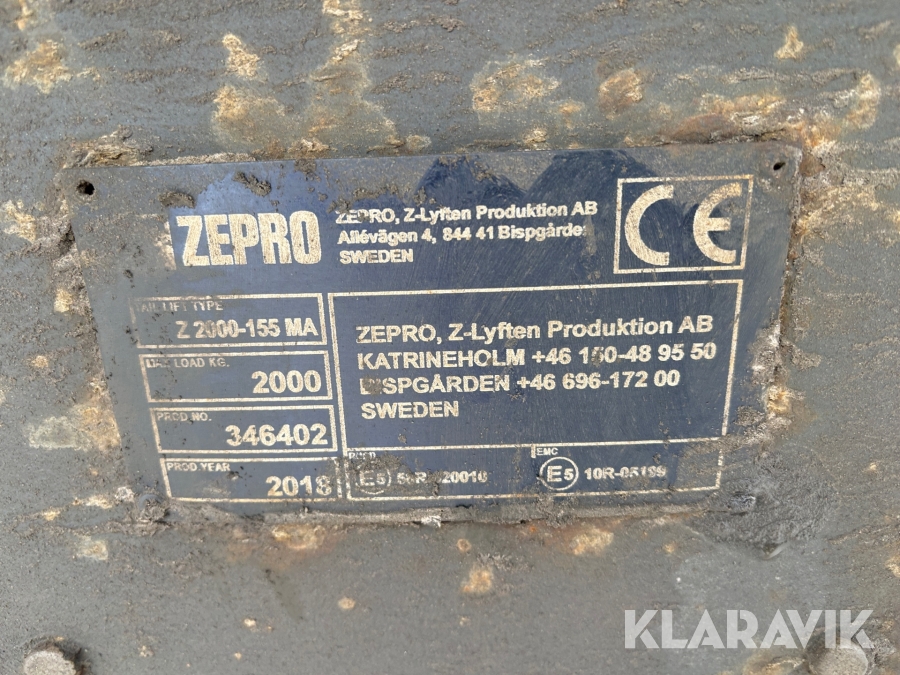 ZEPRO
ZEPRO, Z-Lyften Produktion AB
Allévägen 4, 844 41 Bispgården
SWEDEN
CE
LIFT TYPE
Z 2000-155 MA
LOAD KG.
2000
PROD NO.
346402
PROD.YEAR
2018
ZEPRO, Z-Lyften Produktion AB
KATRINEHOLM +46 150-48 95 50
BISPGÅRDEN +46 696-172 00
SWEDEN
E5
EMC
E5 10R-05199
KLARAVIK